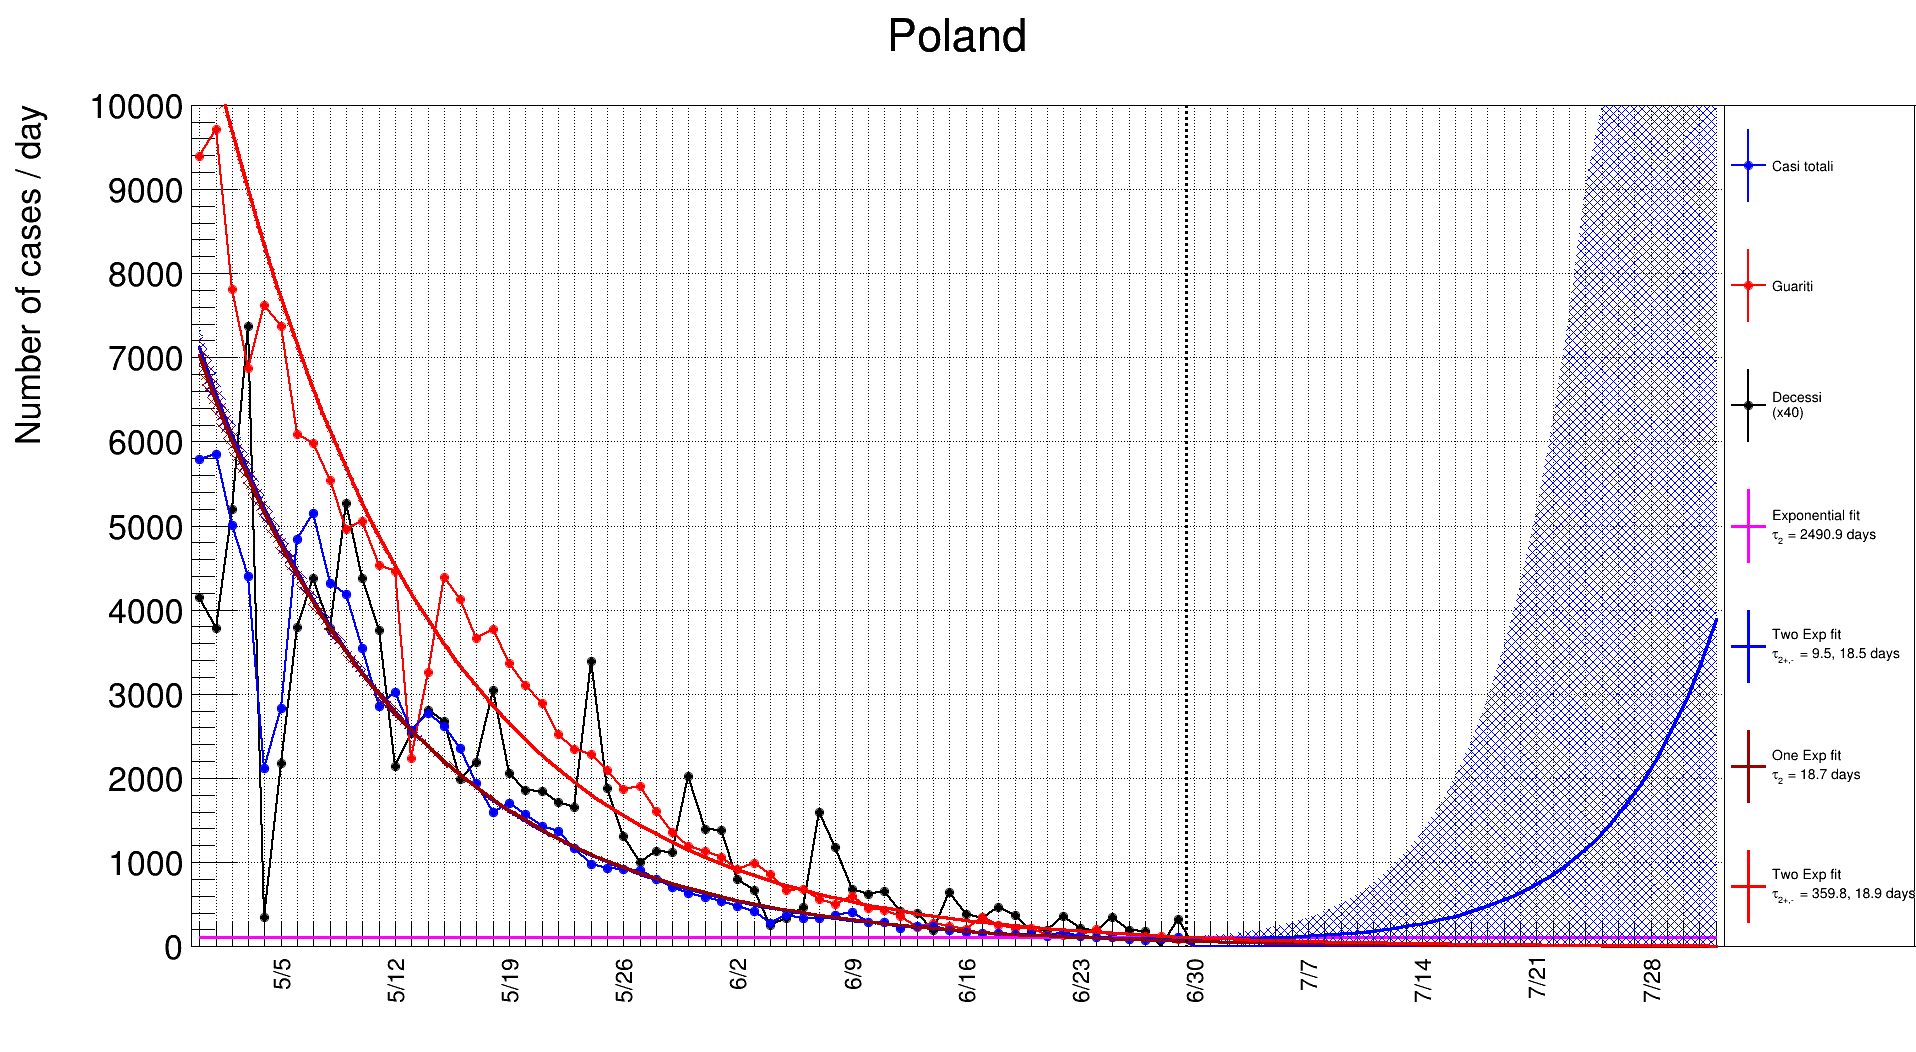 Poland
Number of cases / day
10000
9000
8000
7000
6000
5000
4000
3000
2000
1000
0
5/5
5/12
5/19
5/26
6/2
6/9
6/16
6/23
6/30
7/7
7/14
7/21
7/28
Casi totali
Guariti
Decessi
(x40)
Exponential fit
τ2 = 2490.9 days
Two Exp fit
τ2+,- = 9.5, 18.5 days
One Exp fit
τ2 = 18.7 days
Two Exp fit
τ2+,- = 359.8, 18.9 days